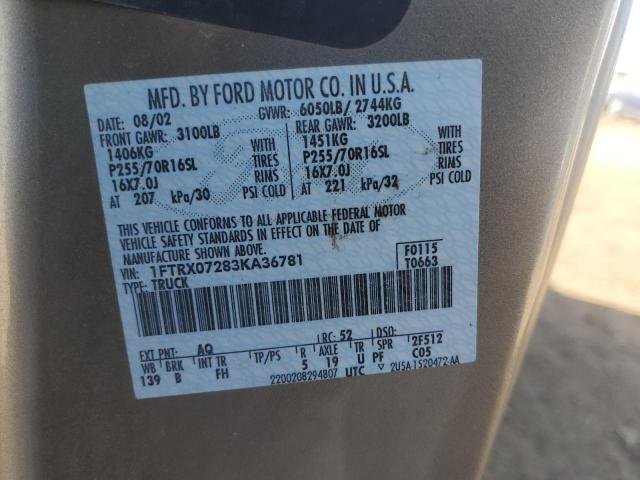 MFD. BY FORD MOTOR CO. IN U.S.A.
DATE: 08/02 GVWR: 6050LB/ 2744KG
FRONT GAWR: 3100LB REAR GAWR: 3200LB
1406KG WITH 1451KG WITH
P255/70R16SL TIRES P255/70R16SL TIRES
16X7.0J RIMS 16X7.0J RIMS
AT 207 kPa/30 PSI COLD AT 221 kPa/32 PSI COLD
THIS VEHICLE CONFORMS TO ALL APPLICABLE FEDERAL MOTOR
VEHICLE SAFETY STANDARDS IN EFFECT ON THE DATE OF
MANUFACTURE SHOWN ABOVE.
VIN: 1FTRX07283KA36781 F0115
TYPE: TRUCK T0663
EXT PNT: AQ RC: 52 DSO:
WB BRK INT TR TP/PS R AXLE TR SPR 2F512
139 B FH 5 19 U PF C05
2200208294807 UTC ▽ 2U5A-1520472-AA